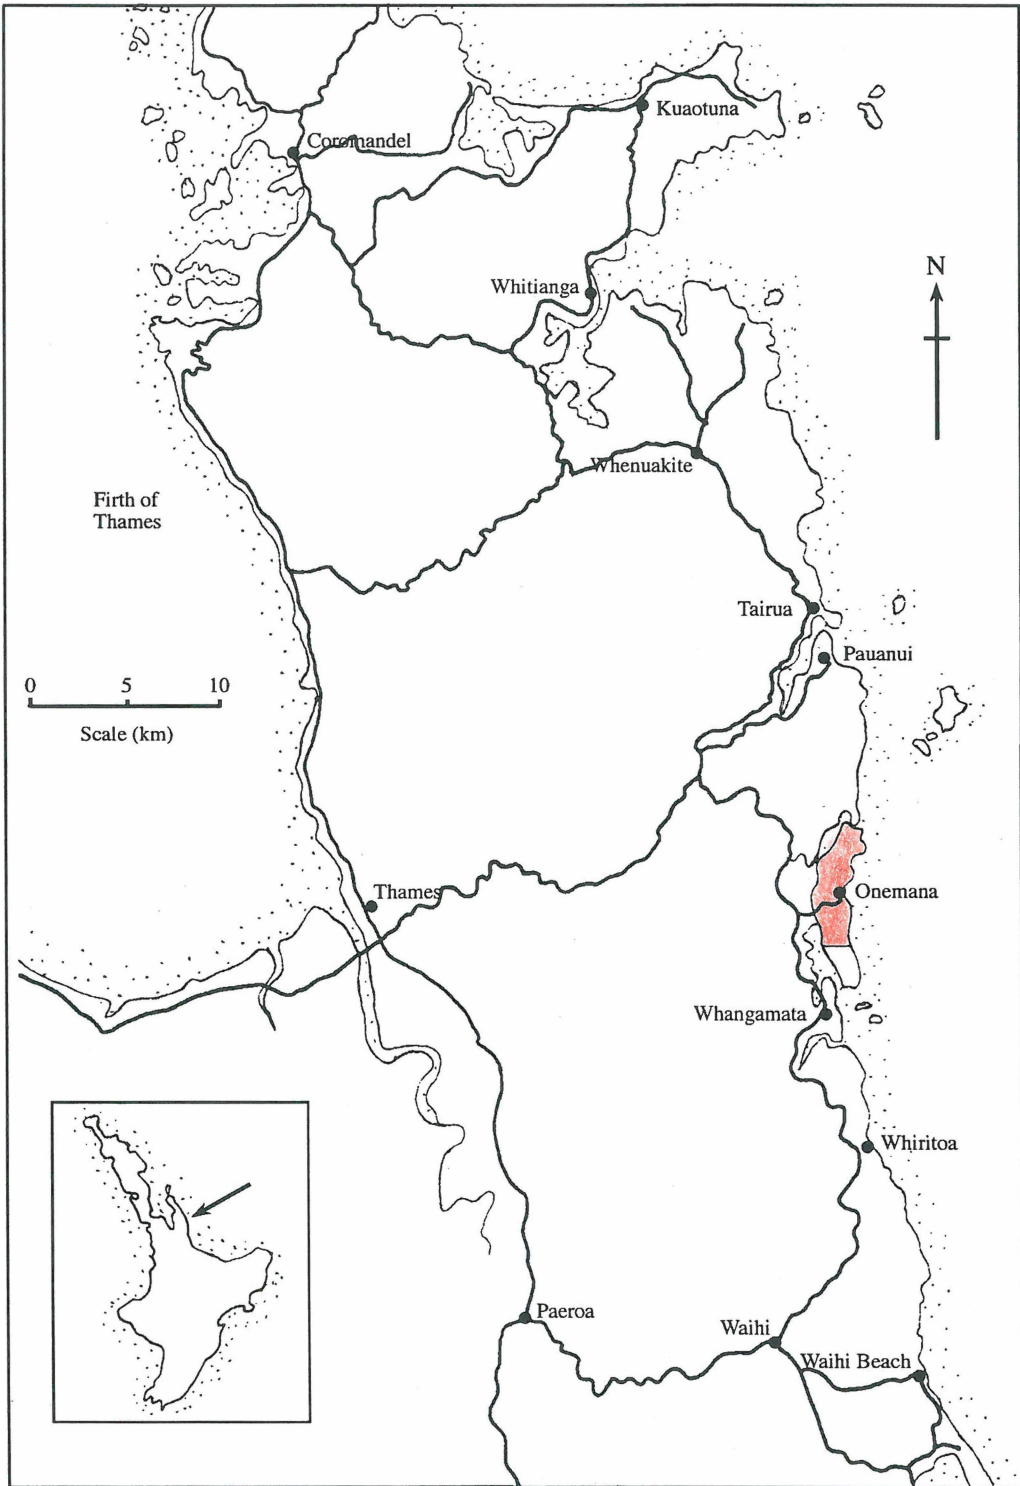 Kuaotuna
Coromandel
N
Whitianga
Whenuakite
Firth of
Thames
Tairua
Pauanui
0 5 10
Scale (km)
Thames
Onemana
Whangamata
Whiritoa
Paeroa
Waihi
Waihi Beach